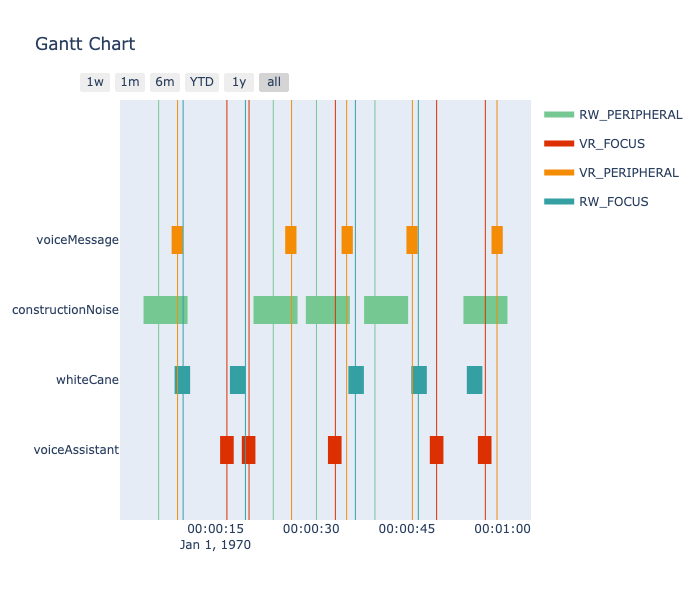 Gantt Chart
1w 1m 6m YTD 1y all
RW_PERIPHERAL
VR_FOCUS
VR_PERIPHERAL
RW_FOCUS
voiceMessage
constructionNoise
whiteCane
voiceAssistant
00:00:15 00:00:30 00:00:45 00:01:00
Jan 1, 1970